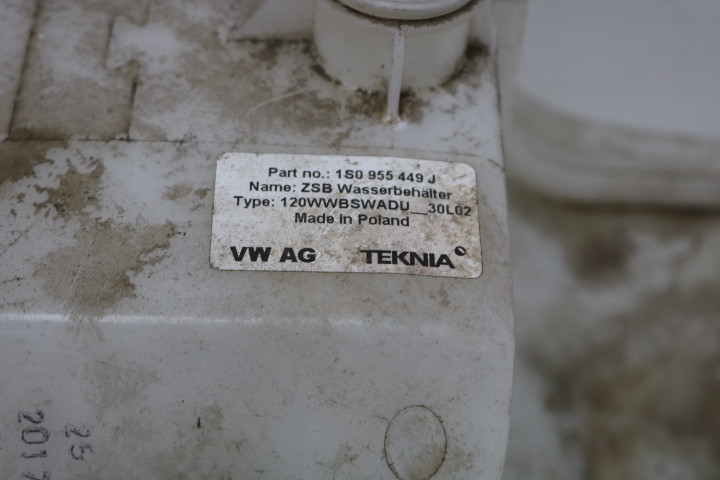 Part no.: 1S0 955 449 J
Name: ZSB Wasserbehälter
Type: 120WWBSWADU__30L02
Made In Poland
VW AG TEKNIA
25
2017